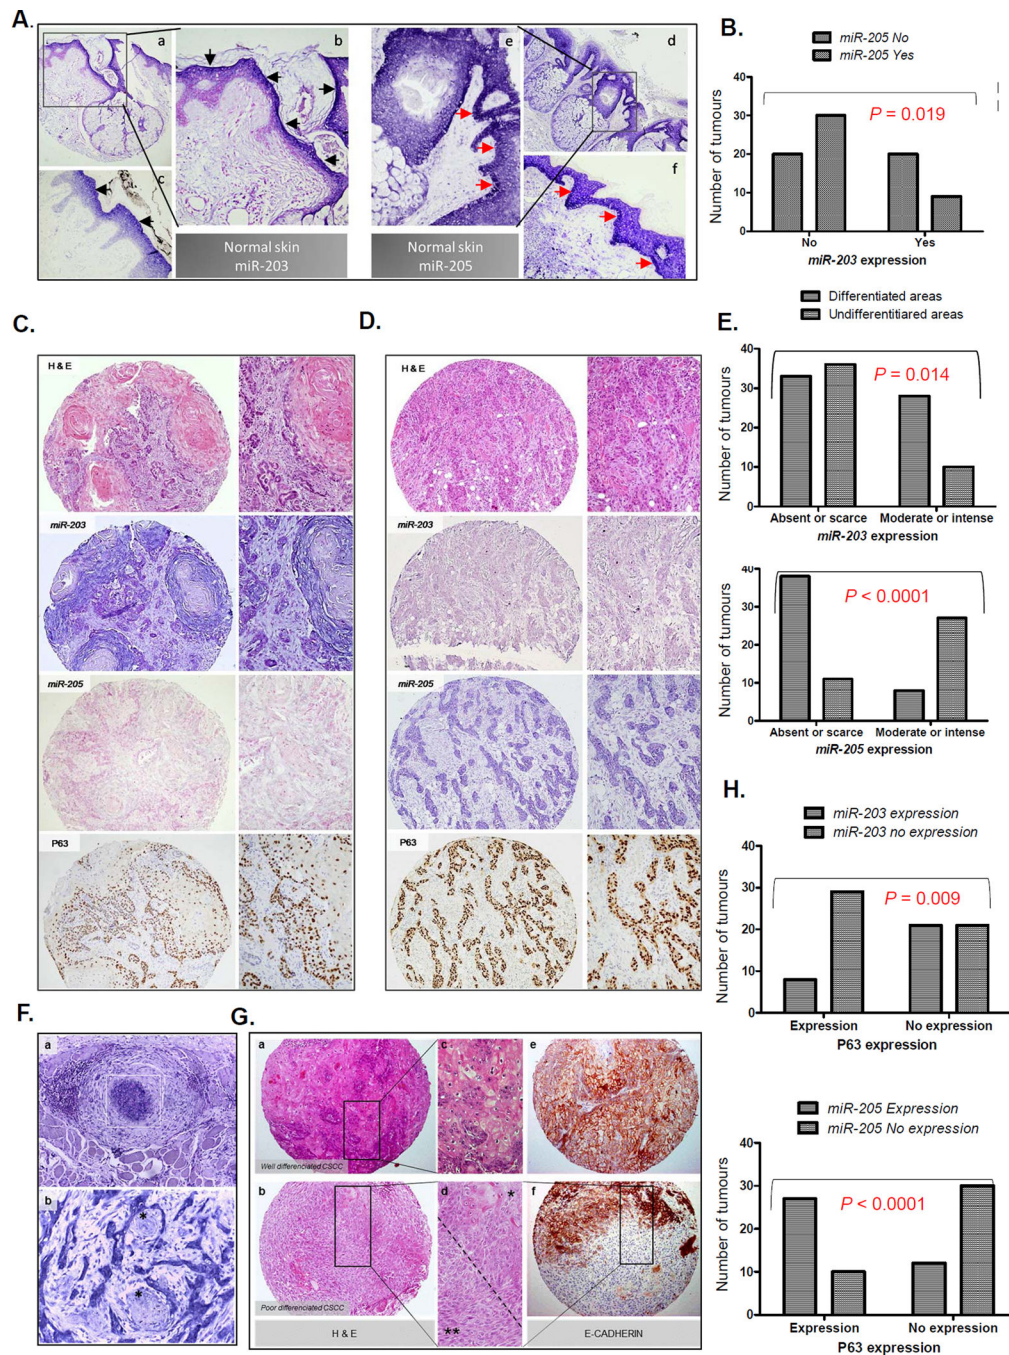 A.
a
b
c
Normal skin
miR-203
e
d
f
Normal skin
miR-205
B.
miR-205 No
miR-205 Yes
Number of tumours
40
30
20
10
0
P = 0.019
No
Yes
miR-203 expression
C.
H & E
miR-203
miR-205
P63
D.
H & E
miR-203
miR-205
P63
E.
Differentiated areas
Undifferentitiared areas
Number of tumours
40
30
20
10
0
P = 0.014
Absent or scarce
Moderate or intense
miR-203 expression
Number of tumours
40
30
20
10
0
P < 0.0001
Absent or scarce
Moderate or intense
miR-205 expression
F.
a
b
*
*
G.
a
Well differenciated CSCC
c
e
b
Poor differenciated CSCC
d
*
**
f
H & E
E-CADHERIN
H.
miR-203 expression
miR-203 no expression
Number of tumours
40
30
20
10
0
P = 0.009
Expression
No expression
P63 expression
miR-205 Expression
miR-205 No expression
Number of tumours
40
30
20
10
0
P < 0.0001
Expression
No expression
P63 expression